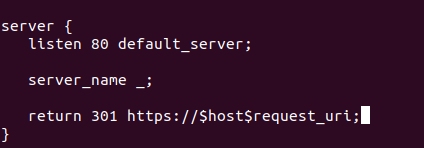 server {
listen 80 default_server;
server_name _;
return 301 https://$host$request_uri;
}